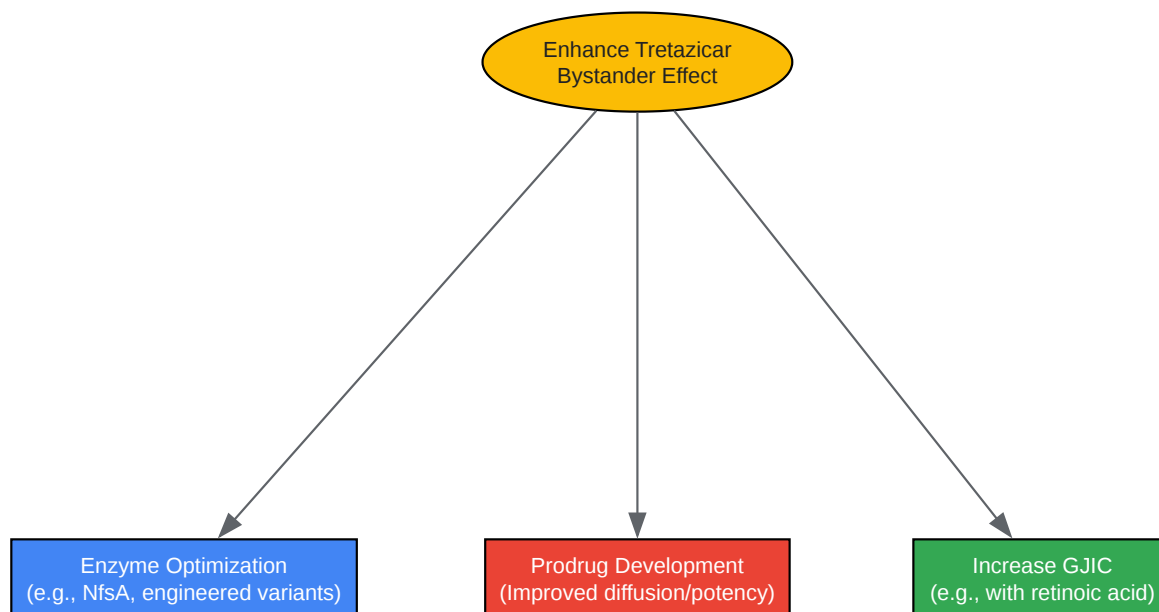 Enhance Tretazicar
Bystander Effect
Enzyme Optimization
(e.g., NfsA, engineered variants)
Prodrug Development
(Improved diffusion/potency)
Increase GJIC
(e.g., with retinoic acid)